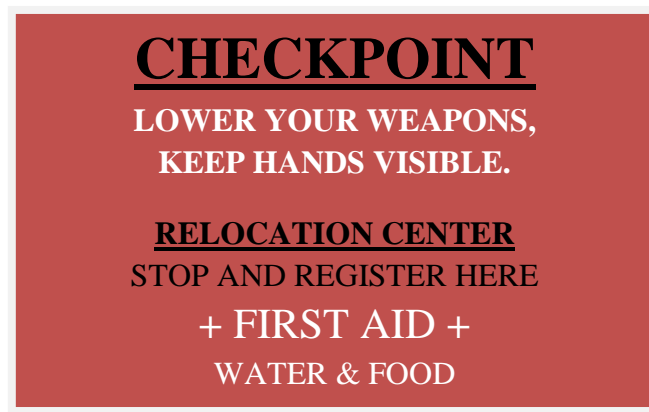 CHECKPOINT
LOWER YOUR WEAPONS,
KEEP HANDS VISIBLE.
RELOCATION CENTER
STOP AND REGISTER HERE
+ FIRST AID +
WATER & FOOD